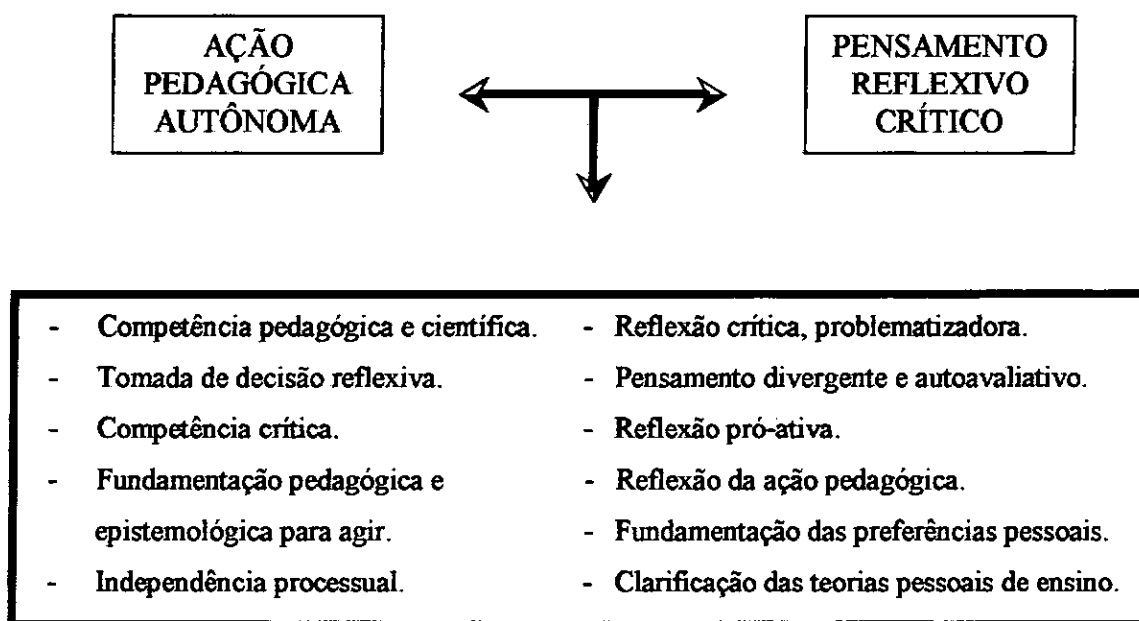 AÇÃO
PEDAGÓGICA
AUTÔNOMA
PENSAMENTO
REFLEXIVO
CRÍTICO
- Competência pedagógica e científica.
- Tomada de decisão reflexiva.
- Competência crítica.
- Fundamentação pedagógica e
epistemológica para agir.
- Independência processual.
- Reflexão crítica, problematizadora.
- Pensamento divergente e autoavaliativo.
- Reflexão pró-ativa.
- Reflexão da ação pedagógica.
- Fundamentação das preferências pessoais.
- Clarificação das teorias pessoais de ensino.